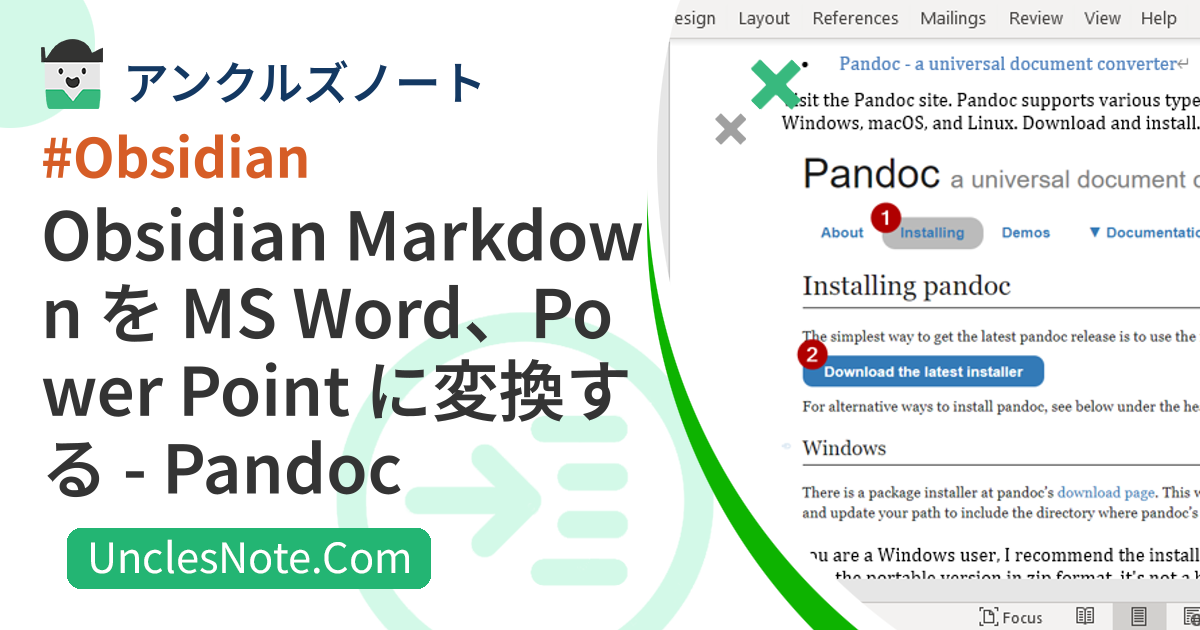 アンクルズノート
#Obsidian
Obsidian Markdow
n を MS Word、Po
wer Point に変換す
る - Pandoc
UnclesNote.Com
esign Layout References Mailings Review View Help
Pandoc - a universal document converter↵
isit the Pandoc site. Pandoc supports various type
Windows, macOS, and Linux. Download and install.
Pandoc a universal document c
1
About Installing Demos ▼ Documentatio
Installing pandoc
The simplest way to get the latest pandoc release is to use the
2
Download the latest installer
For alternative ways to install pandoc, see below under the he
Windows
There is a package installer at pandoc's download page. This w
and update your path to include the directory where pandoc's
ou are a Windows user, I recommend the install
the portable version in zip format, it's not a
Focus